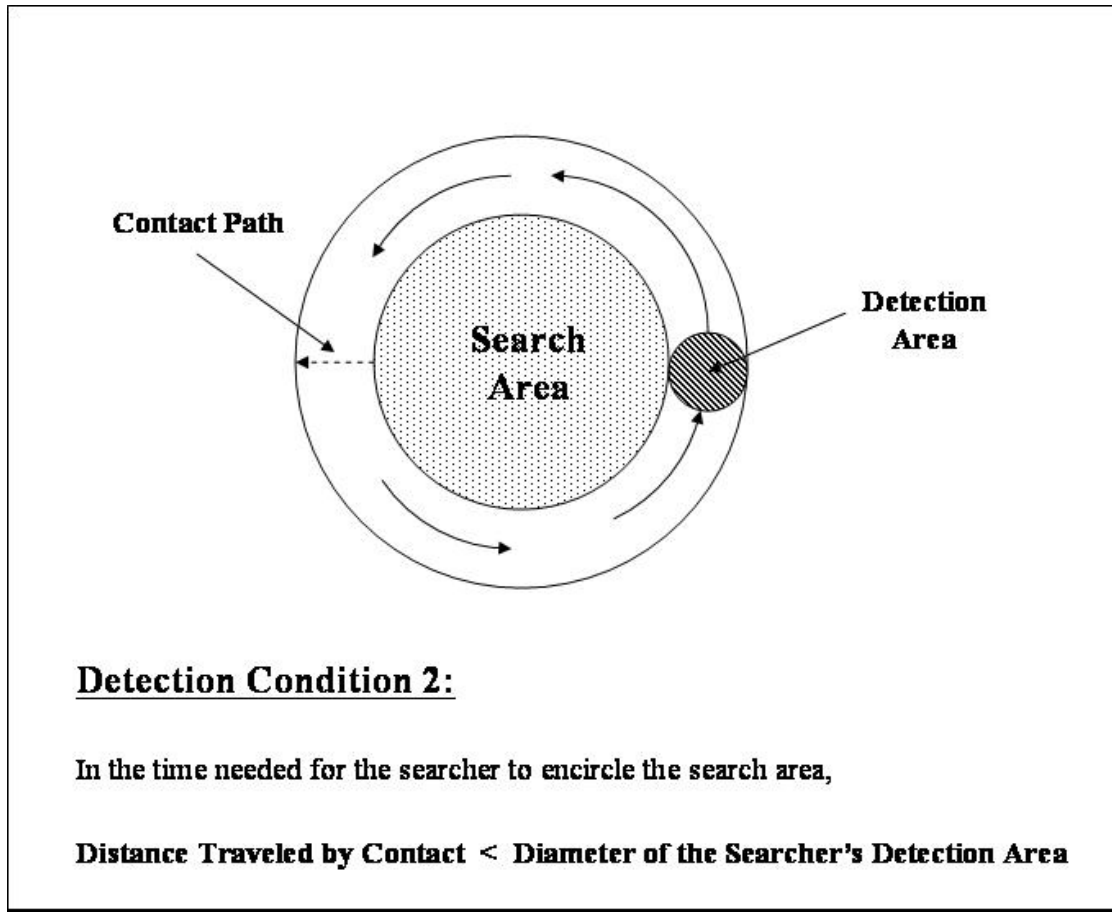 Contact Path
Detection
Area
Search
Area
Detection Condition 2:
In the time needed for the searcher to encircle the search area,
Distance Traveled by Contact < Diameter of the Searcher's Detection Area